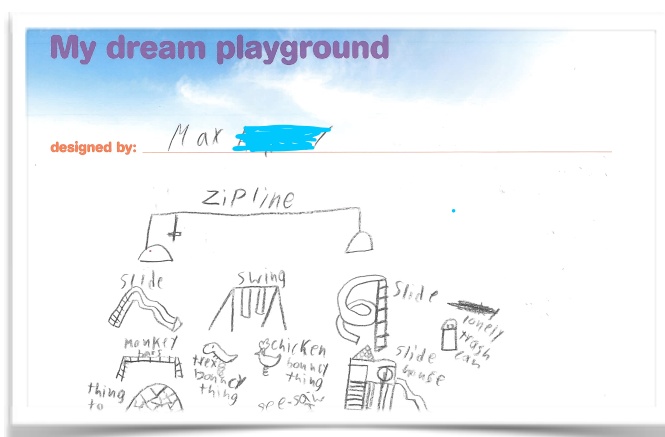 My dream playground
designed by: Max
ZiPline
Slide
Swing
Slide
lonely
trash
can
monkey
bars
trex
bouncy
thing
chicken
bouncy
thing
Slide
house
thing
to
see-saw